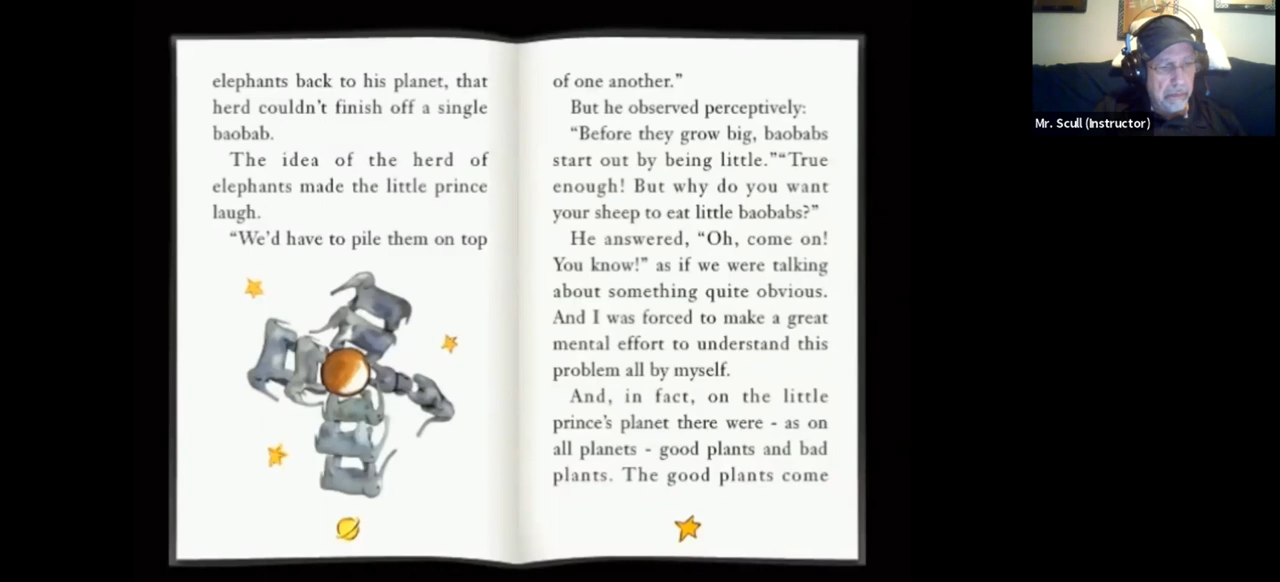 elephants back to his planet, that
herd couldn't finish off a single
baobab.
The idea of the herd of
elephants made the little prince
laugh.
“We'd have to pile them on top
of one another.”
But he observed perceptively:
“Before they grow big, baobabs
start out by being little.”“True
enough! But why do you want
your sheep to eat little baobabs?”
He answered, “Oh, come on!
You know!” as if we were talking
about something quite obvious.
And I was forced to make a great
mental effort to understand this
problem all by myself.
And, in fact, on the little
prince's planet there were - as on
all planets - good plants and bad
plants. The good plants come
Mr. Scull (Instructor)